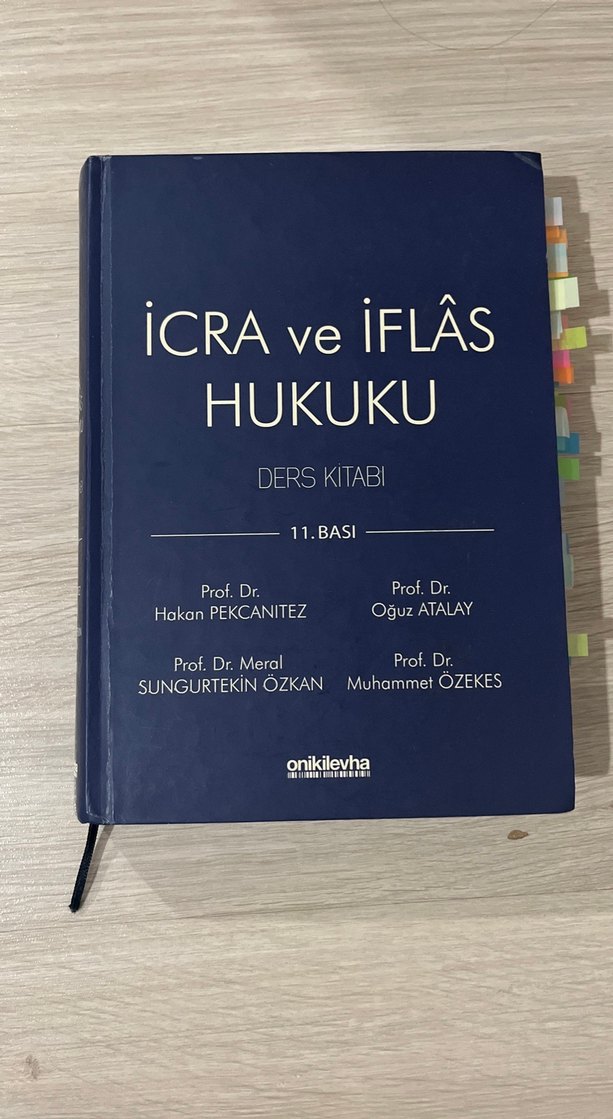 İCRA ve İFLÂS
HUKUKU
DERS KİTABI
11. BASI
Prof. Dr.
Hakan PEKCANITEZ
Prof. Dr.
Oğuz ATALAY
Prof. Dr. Meral
SUNGURTEKİN ÖZKAN
Prof. Dr.
Muhammet ÖZEKES
onikilevha